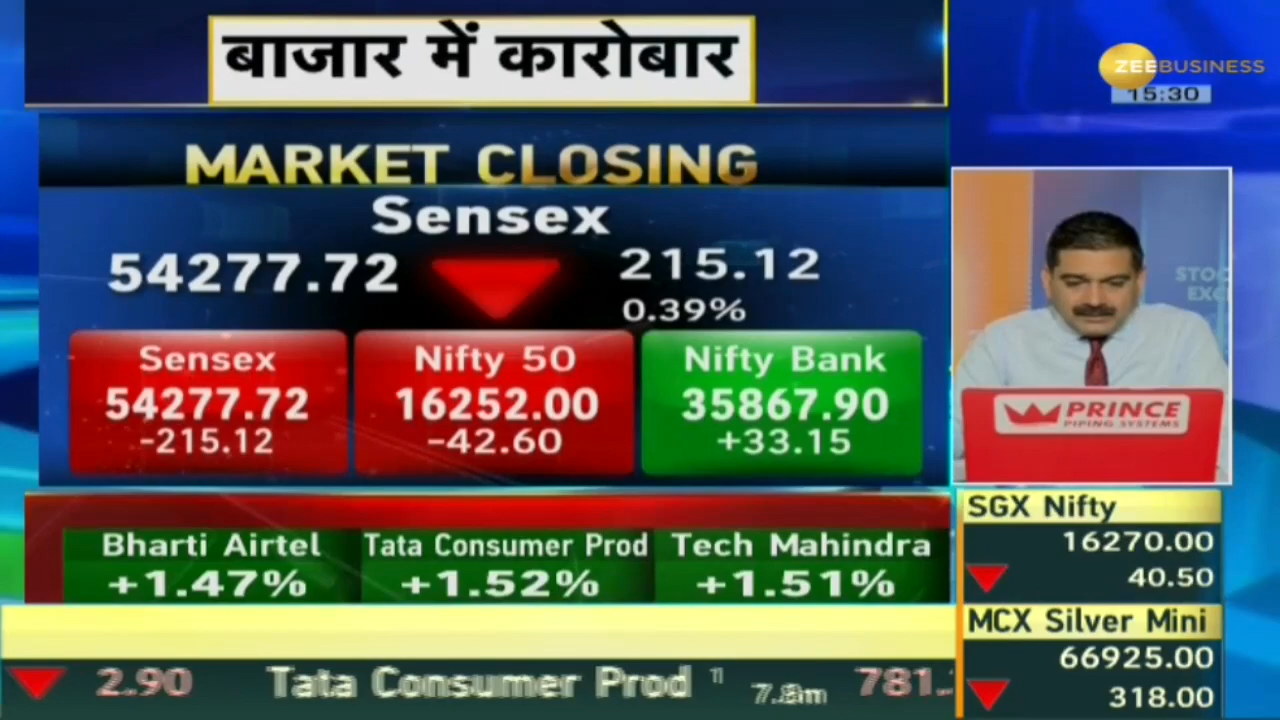 बाजार में कारोबार
ZEEBUSINESS
15:30
MARKET CLOSING
Sensex
54277.72
215.12
0.39%
Sensex
54277.72
-215.12
Nifty 50
16252.00
-42.60
Nifty Bank
35867.90
+33.15
STOC
EXC
PRINCE
PIPING SYSTEMS
Bharti Airtel
+1.47%
Tata Consumer Prod
+1.52%
Tech Mahindra
+1.51%
SGX Nifty
16270.00
40.50
MCX Silver Mini
66925.00
318.00
2.90 Tata Consumer Prod 781.